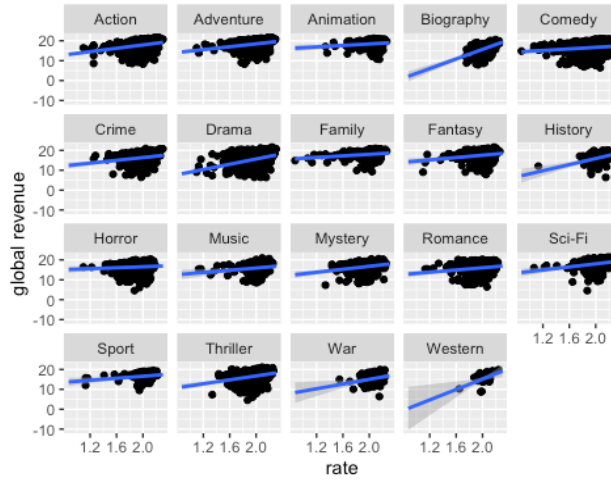 Action Adventure Animation Biography Comedy
20
10
0
-10
Crime Drama Family Fantasy History
20
10
0
-10
global revenue
Horror Music Mystery Romance Sci-Fi
20
10
0
-10
1.2 1.6 2.0
Sport Thriller War Western
20
10
0
-10
1.2 1.6 2.0 1.2 1.6 2.0 1.2 1.6 2.0 1.2 1.6 2.0
rate